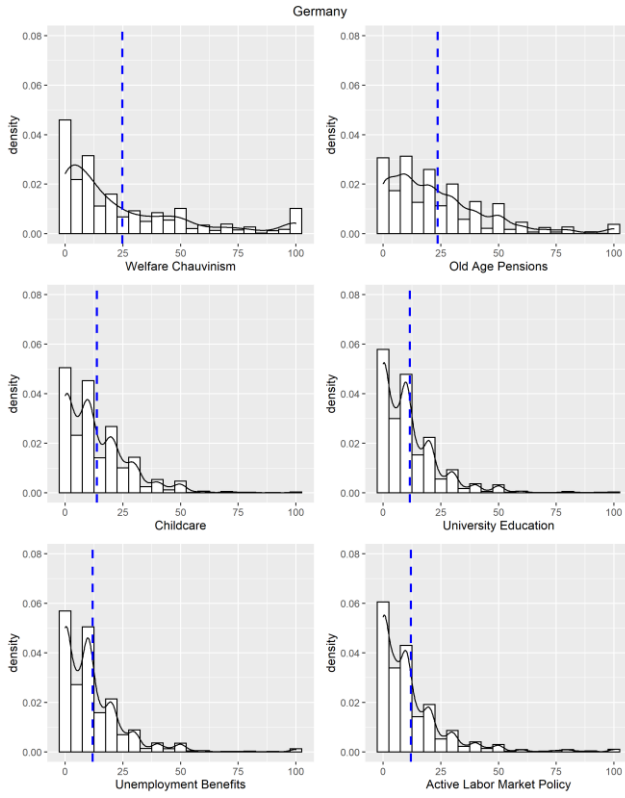 Germany
0.08
0.06
0.04
0.02
0.00
density
0 25 50 75 100
Welfare Chauvinism
0.08
0.06
0.04
0.02
0.00
density
0 25 50 75 100
Old Age Pensions
0.08
0.06
0.04
0.02
0.00
density
0 25 50 75 100
Childcare
0.08
0.06
0.04
0.02
0.00
density
0 25 50 75 100
University Education
0.08
0.06
0.04
0.02
0.00
density
0 25 50 75 100
Unemployment Benefits
0.08
0.06
0.04
0.02
0.00
density
0 25 50 75 100
Active Labor Market Policy